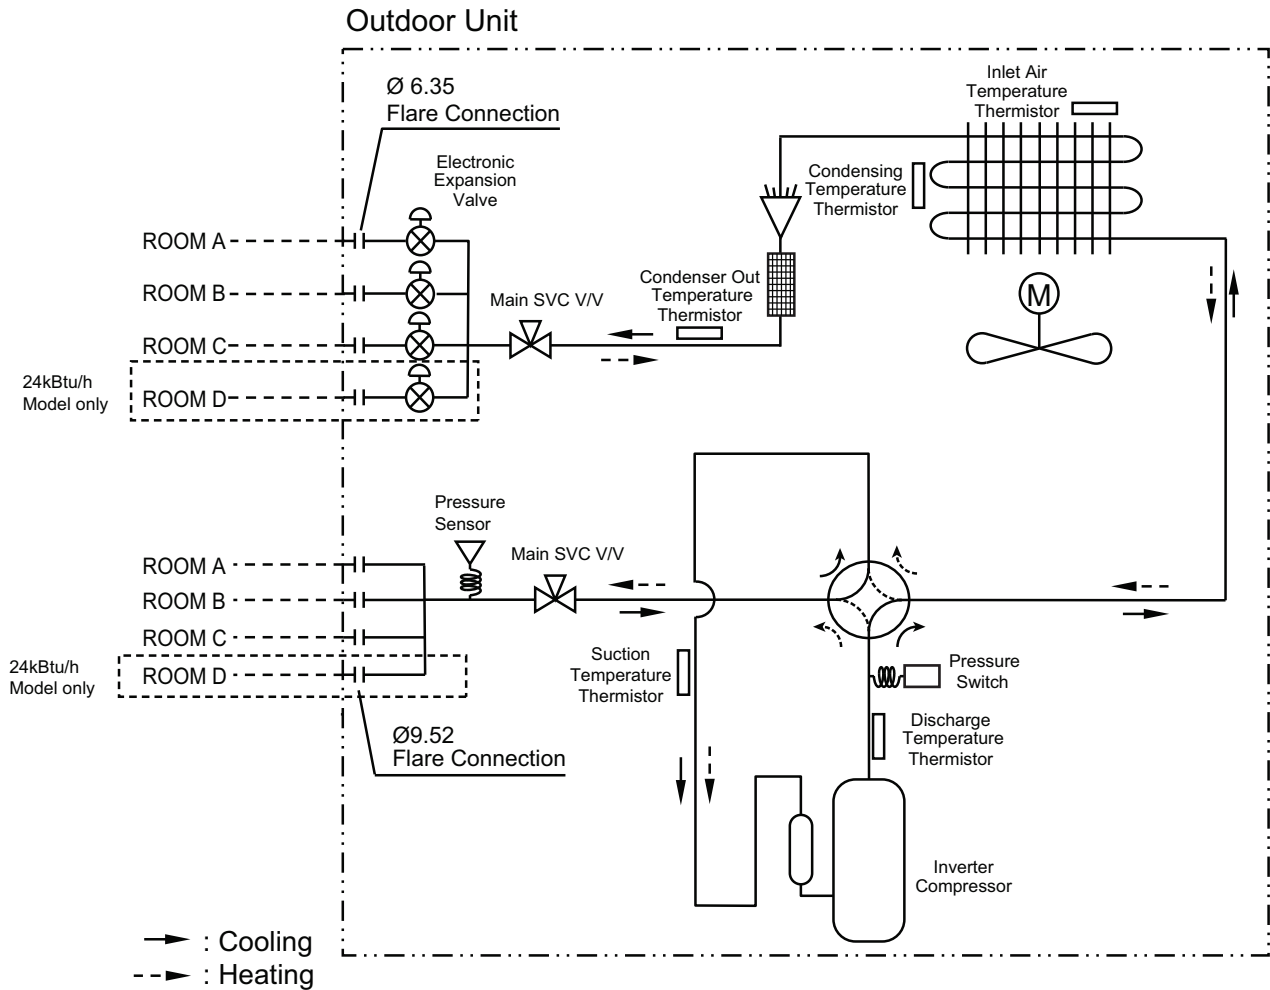 Outdoor Unit
Ø 6.35
Flare Connection
Electronic
Expansion
Valve
Inlet Air
Temperature
Thermistor
Condensing
Temperature
Thermistor
ROOM A
ROOM B
ROOM C
ROOM D
24kBtu/h
Model only
Main SVC V/V
Condenser Out
Temperature
Thermistor
M
Pressure
Sensor
Main SVC V/V
ROOM A
ROOM B
ROOM C
ROOM D
24kBtu/h
Model only
Ø9.52
Flare Connection
Suction
Temperature
Thermistor
Pressure
Switch
Discharge
Temperature
Thermistor
Inverter
Compressor
: Cooling
: Heating